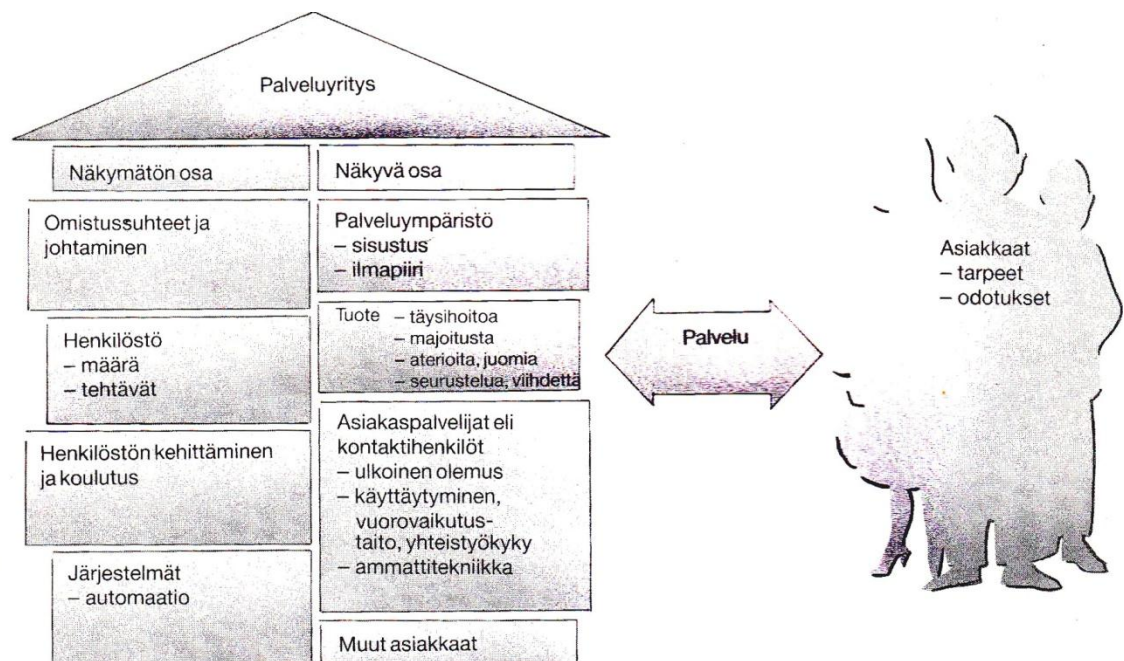 Palveluyritys
Näkymätön osa
Omistussuhteet ja
johtaminen
Henkilöstö
– määrä
– tehtävät
Henkilöstön kehittäminen
ja koulutus
Järjestelmät
– automaatio
Näkyvä osa
Palveluympäristö
– sisustus
– ilmapiiri
Tuote – täysihoitoa
– majoitusta
– aterioita, juomia
– seurustelua, viihdettä
Asiakaspalvelijat eli
kontaktihenkilöt
– ulkoinen olemus
– käyttäytyminen,
vuorovaikutus-
taito, yhteistyökyky
– ammattitekniikka
Muut asiakkaat
Palvelu
Asiakkaat
– tarpeet
– odotukset